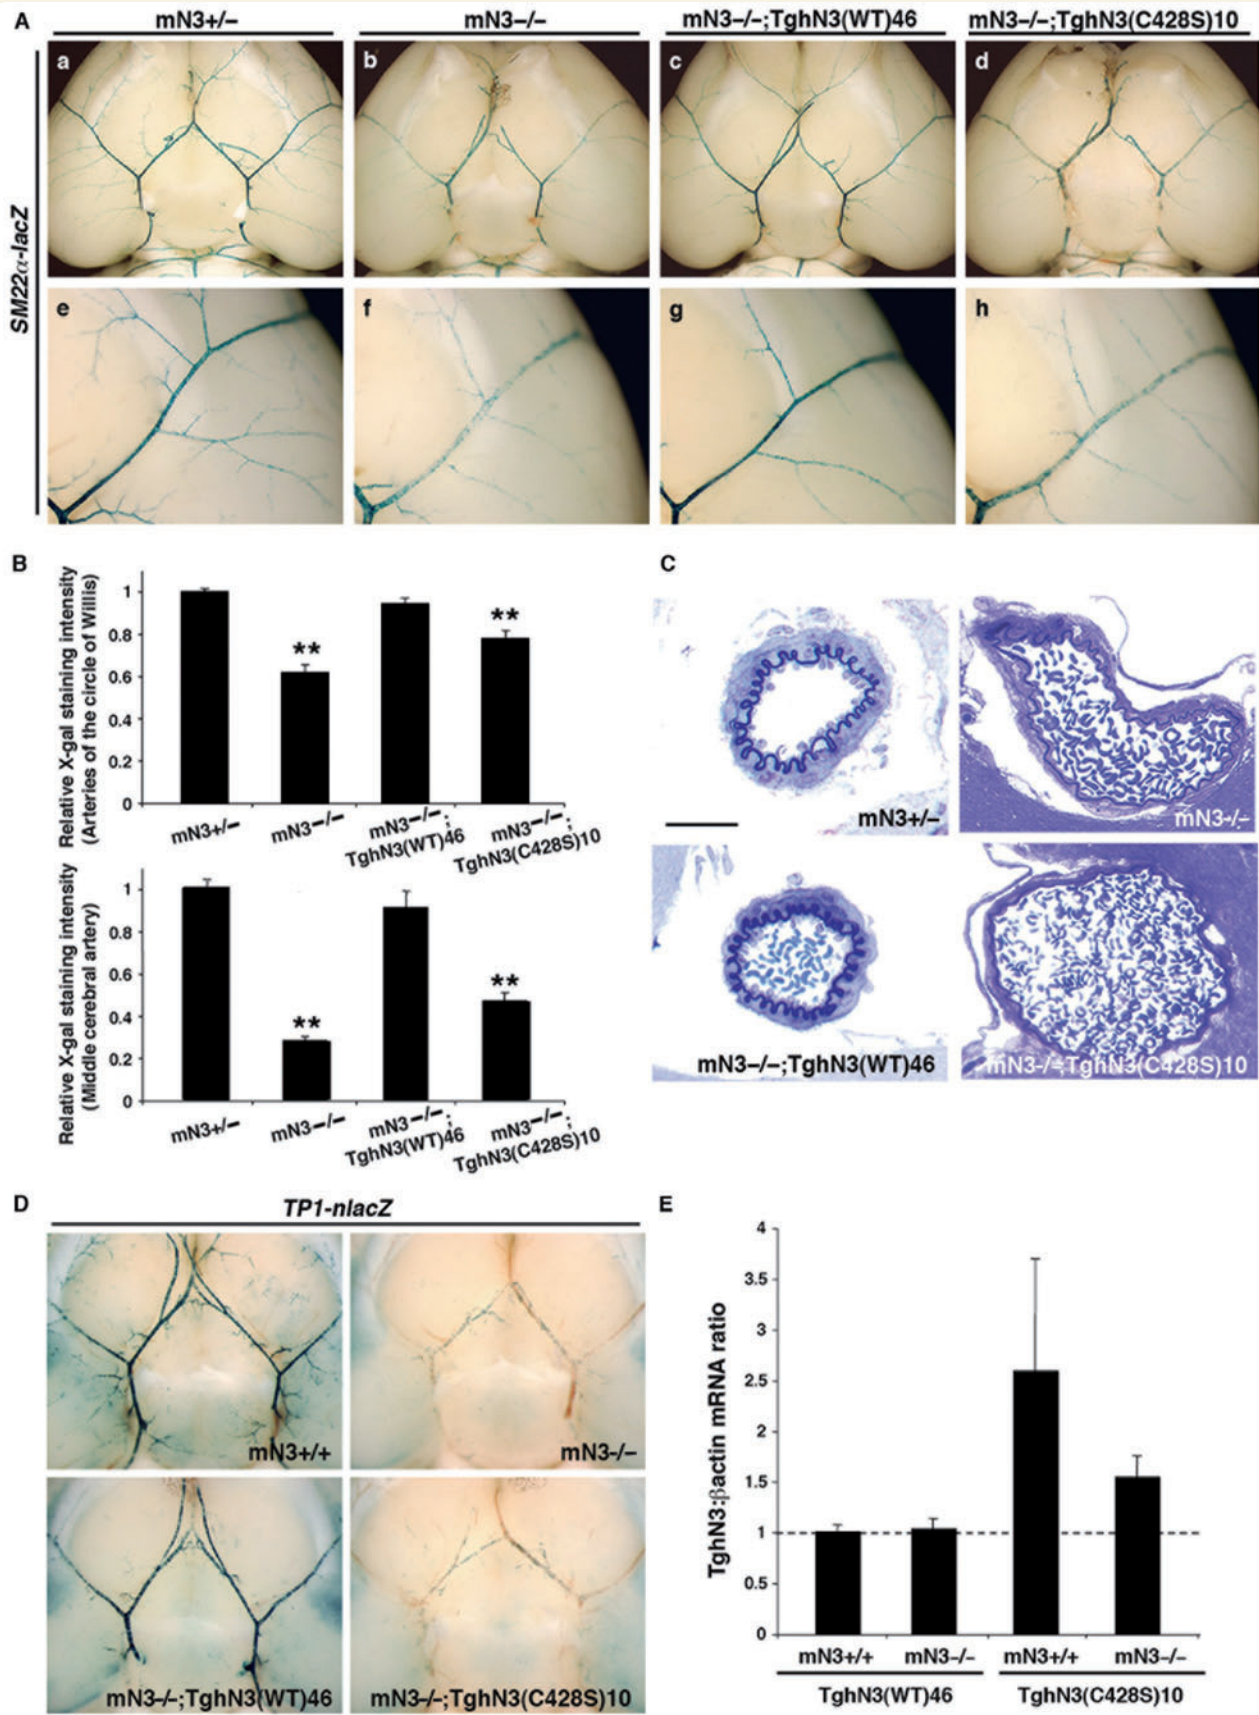 A
mN3+/–
mN3–/–
mN3–/–;TghN3(WT)46
mN3–/–;TghN3(C428S)10
SM22α-lacZ
a
b
c
d
e
f
g
h
B
Relative X-gal staining intensity
(Arteries of the circle of Willis)
1
0.8
0.6
0.4
0.2
0
**
**
mN3+/–
mN3–/–
mN3–/–;
TghN3(WT)46
mN3–/–;
TghN3(C428S)10
Relative X-gal staining intensity
(Middle cerebral artery)
1
0.8
0.6
0.4
0.2
0
**
**
mN3+/–
mN3–/–
mN3–/–;
TghN3(WT)46
mN3–/–;
TghN3(C428S)10
C
mN3+/–
mN3-/-
mN3–/–;TghN3(WT)46
mN3-/-;TghN3(C428S)10
D
TP1-nlacZ
mN3+/+
mN3-/-
mN3–/–;TghN3(WT)46
mN3–/–;TghN3(C428S)10
E
TghN3:βactin mRNA ratio
4
3.5
3
2.5
2
1.5
1
0.5
0
mN3+/+
mN3–/–
mN3+/+
mN3–/–
TghN3(WT)46
TghN3(C428S)10